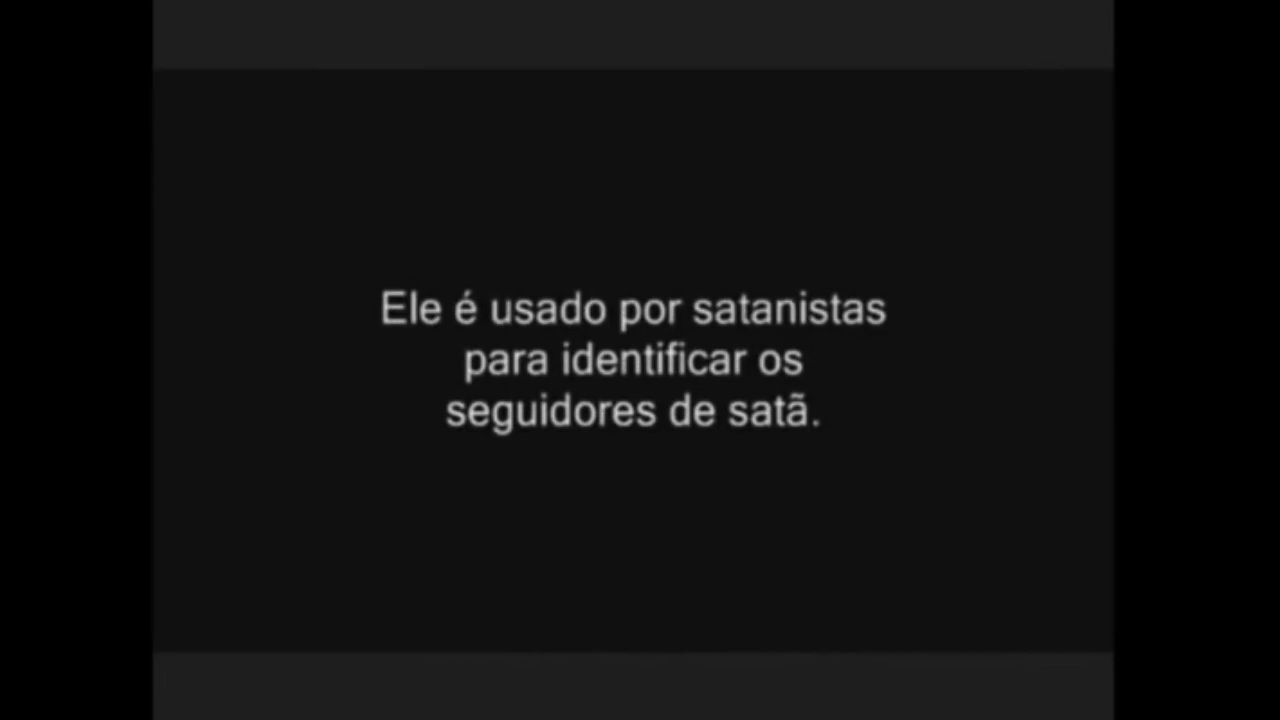 Ele é usado por satanistas
para identificar os
seguidores de satã.